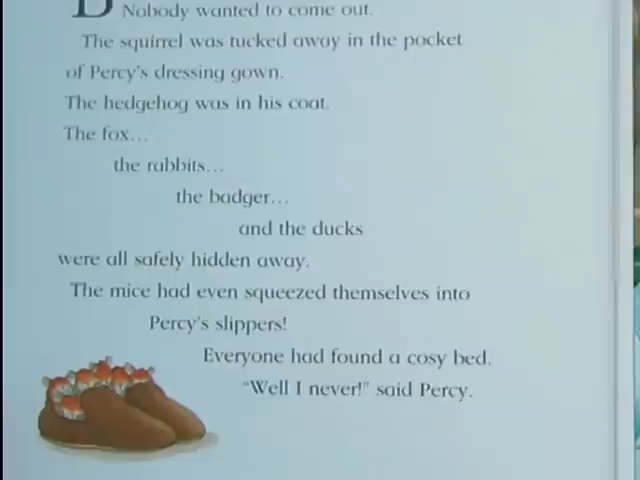 Nobody wanted to come out.
The squirrel was tucked away in the pocket
of Percy's dressing gown.
The hedgehog was in his coat.
The fox...
the rabbits...
the badger...
and the ducks
were all safely hidden away.
The mice had even squeezed themselves into
Percy's slippers!
Everyone had found a cosy bed.
"Well I never!" said Percy.